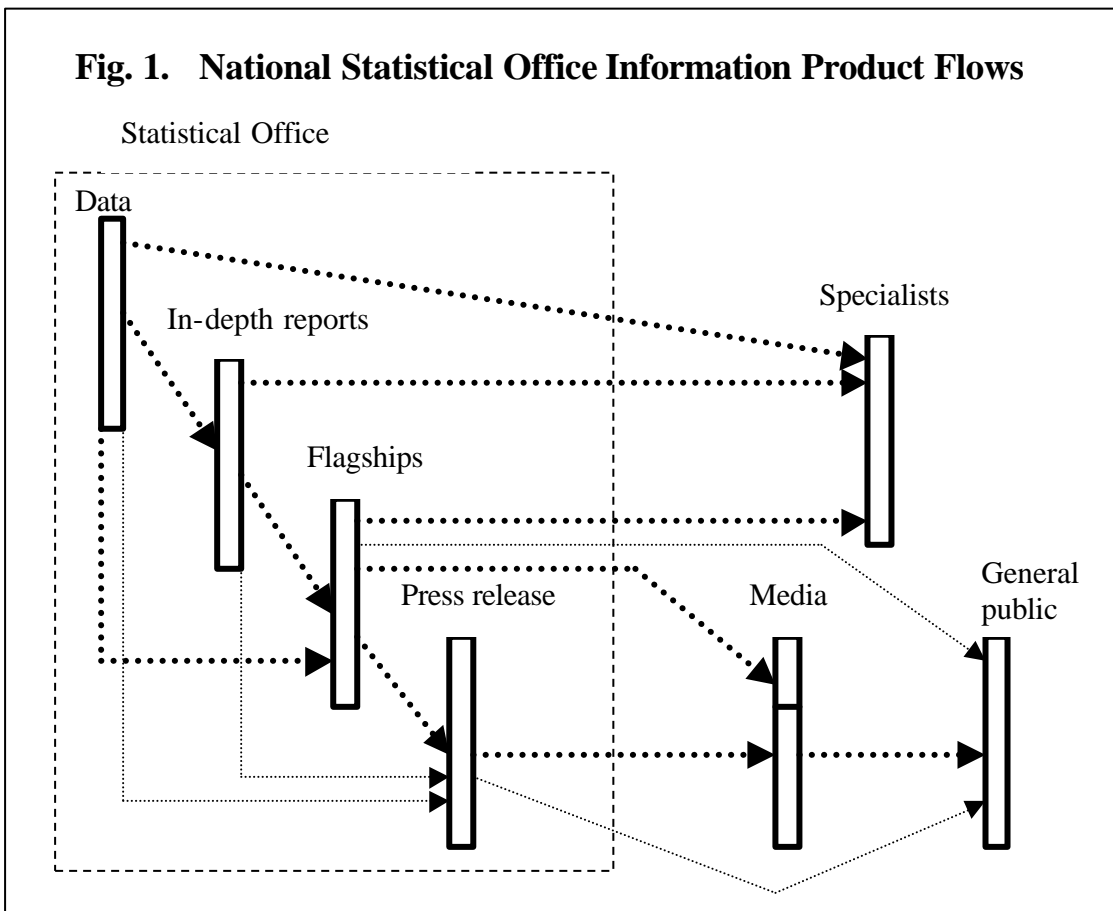 Fig. 1. National Statistical Office Information Product Flows
Statistical Office
Data
Specialists
In-depth reports
Flagships
Press release
Media
General
public